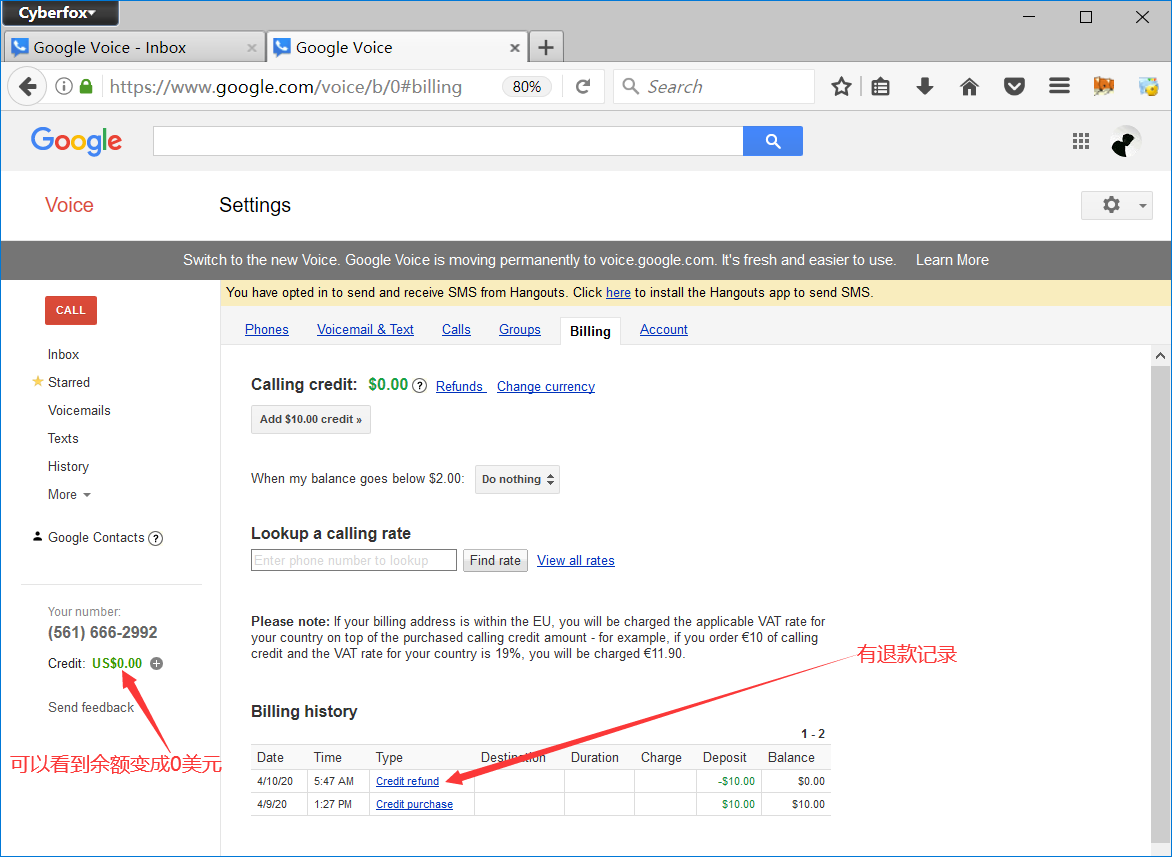 Cyberfox
Google Voice - Inbox
Google Voice
https://www.google.com/voice/b/0#billing
80%
Search
Google
Voice
Settings
Switch to the new Voice. Google Voice is moving permanently to voice.google.com. It's fresh and easier to use. Learn More
CALL
You have opted in to send and receive SMS from Hangouts. Click here to install the Hangouts app to send SMS.
Phones Voicemail & Text Calls Groups Billing Account
Inbox
Starred
Voicemails
Texts
History
More
Google Contacts ?
Your number:
(561) 666-2992
Credit: US$0.00
Send feedback
可以看到余额变成0美元
Calling credit: $0.00 ? Refunds Change currency
Add $10.00 credit »
When my balance goes below $2.00: Do nothing
Lookup a calling rate
Enter phone number to lookup Find rate View all rates
Please note: If your billing address is within the EU, you will be charged the applicable VAT rate for
your country on top of the purchased calling credit amount - for example, if you order €10 of calling
credit and the VAT rate for your country is 19%, you will be charged €11.90.
有退款记录
Billing history
1 - 2
Date Time Type Destination Duration Charge Deposit Balance
4/10/20 5:47 AM Credit refund -$10.00 $0.00
4/9/20 1:27 PM Credit purchase $10.00 $10.00